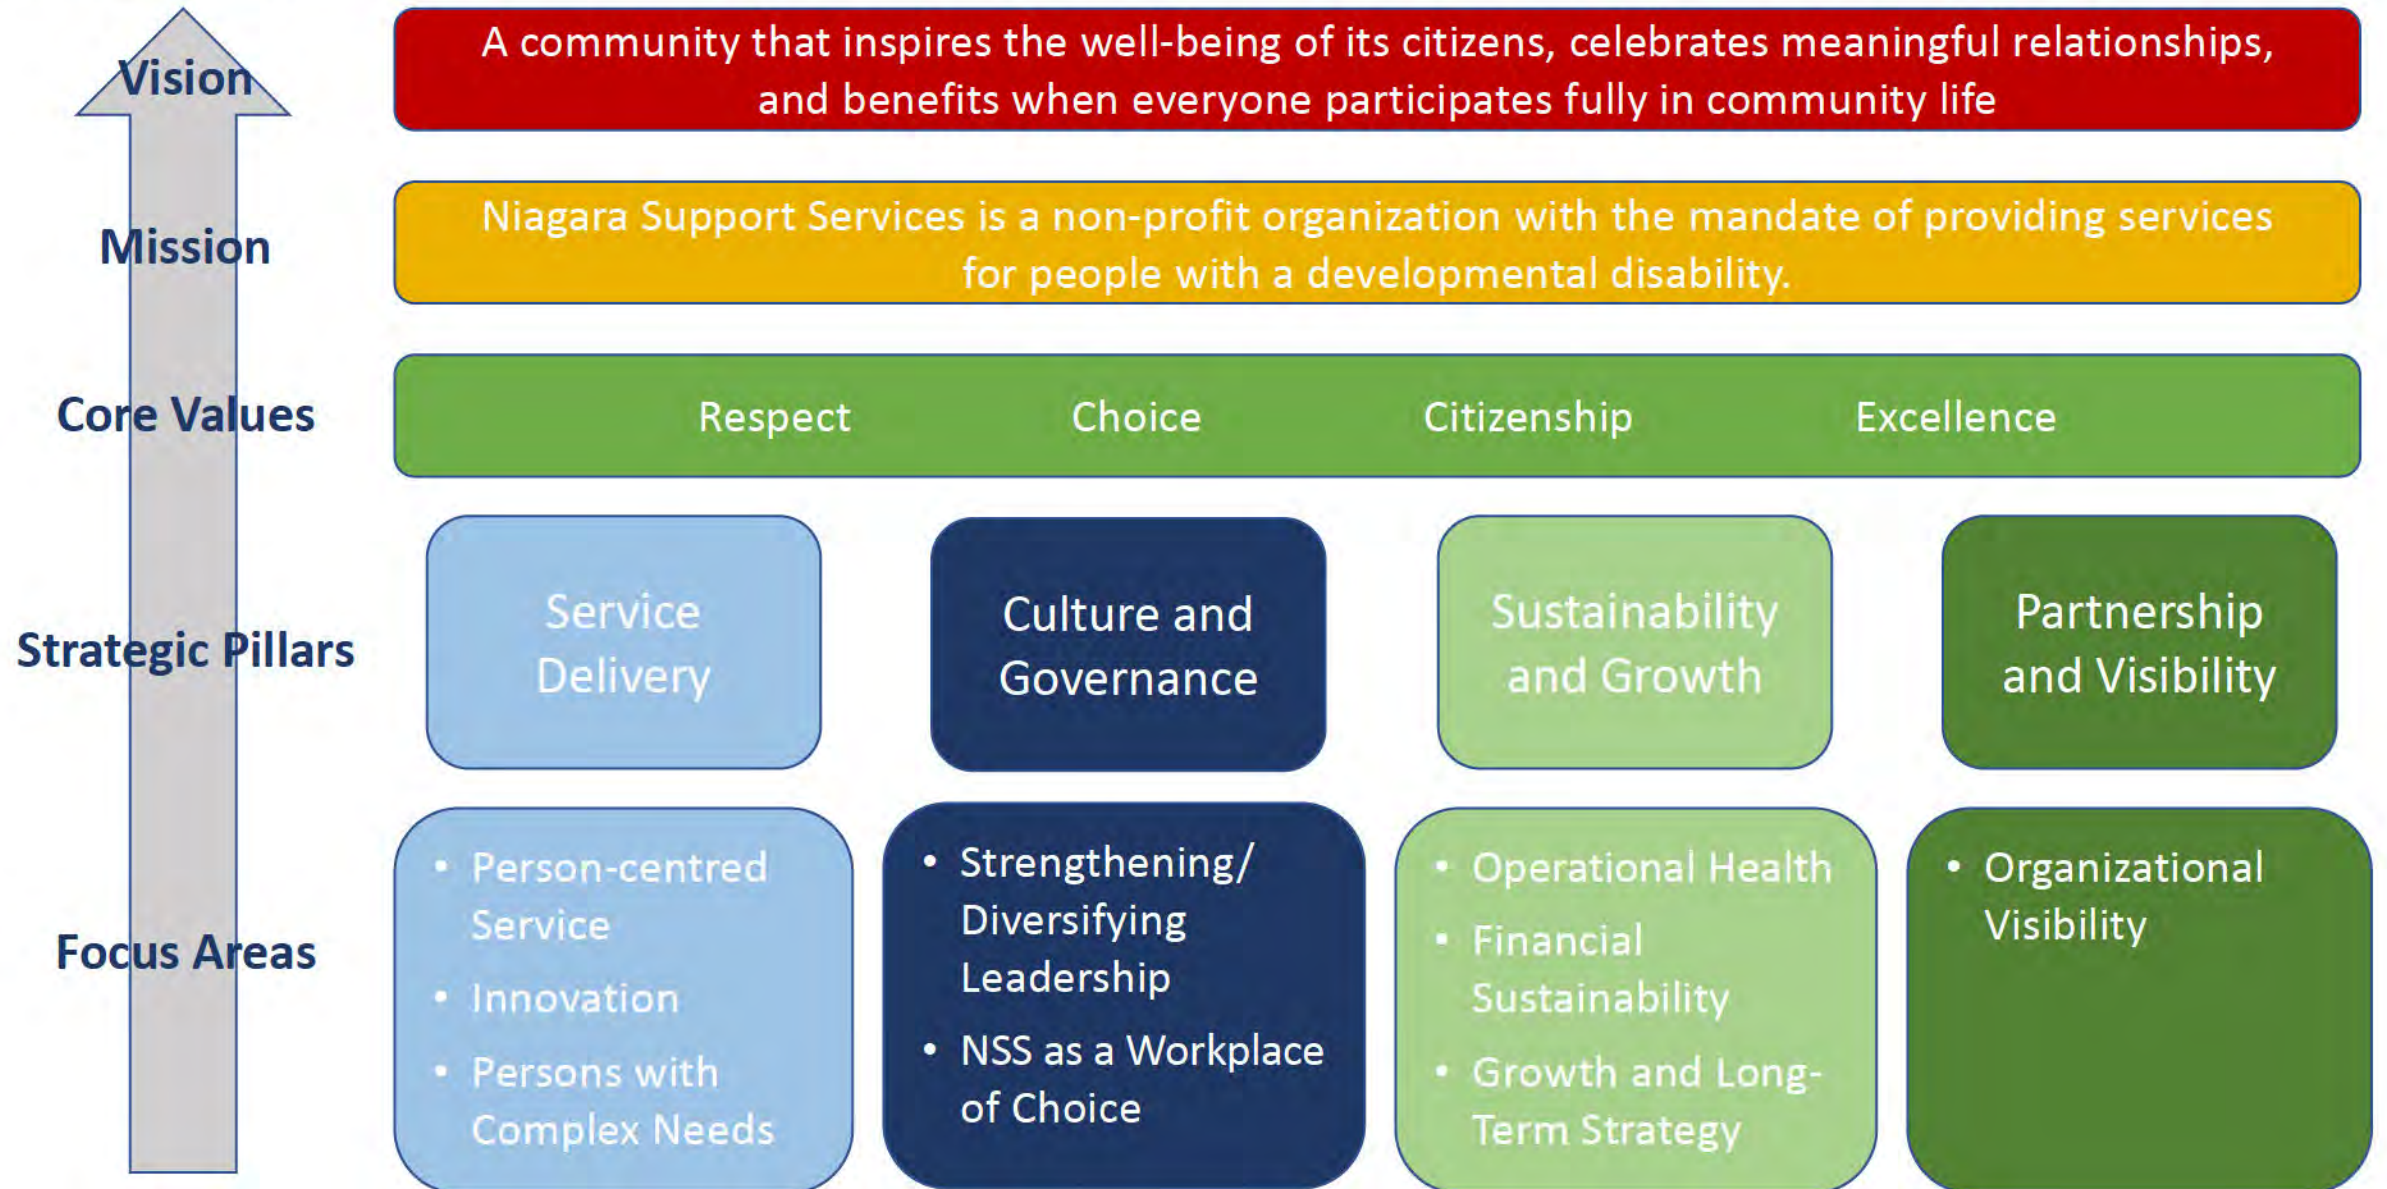 Vision
A community that inspires the well-being of its citizens, celebrates meaningful relationships,
and benefits when everyone participates fully in community life
Mission
Niagara Support Services is a non-profit organization with the mandate of providing services
for people with a developmental disability.
Core Values
Respect Choice Citizenship Excellence
Strategic Pillars
Service
Delivery
Culture and
Governance
Sustainability
and Growth
Partnership
and Visibility
Focus Areas
• Person-centred
Service
• Innovation
• Persons with
Complex Needs
• Strengthening/
Diversifying
Leadership
• NSS as a Workplace
of Choice
• Operational Health
• Financial
Sustainability
• Growth and Long-
Term Strategy
• Organizational
Visibility